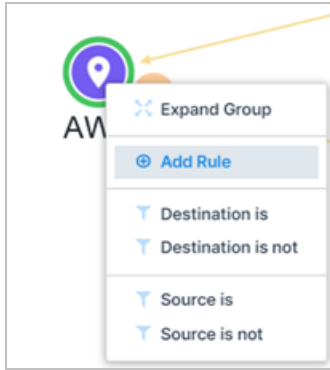 Expand Group
AW
Add Rule
Destination is
Destination is not
Source is
Source is not